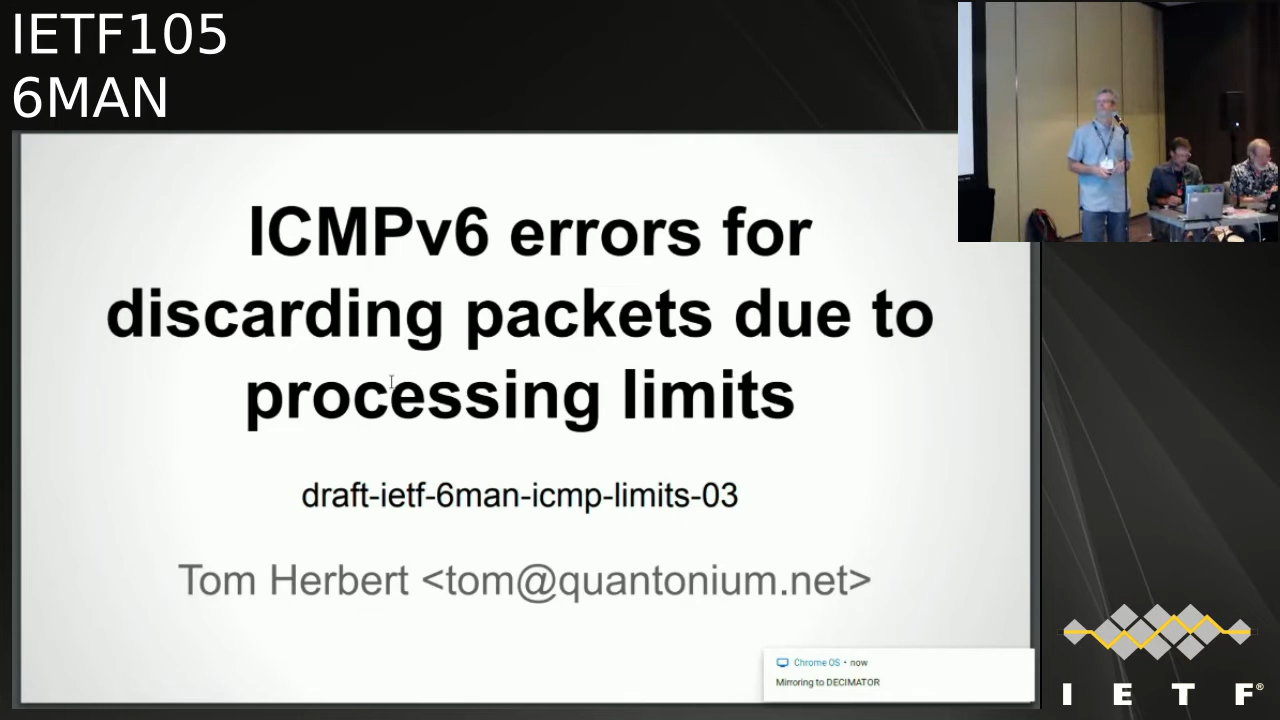 IETF105
6MAN
ICMPv6 errors for
discarding packets due to
processing limits
draft-ietf-6man-icmp-limits-03
Tom Herbert <tom@quantonium.net>
Chrome OS • now
Mirroring to DECIMATOR
I E T F®